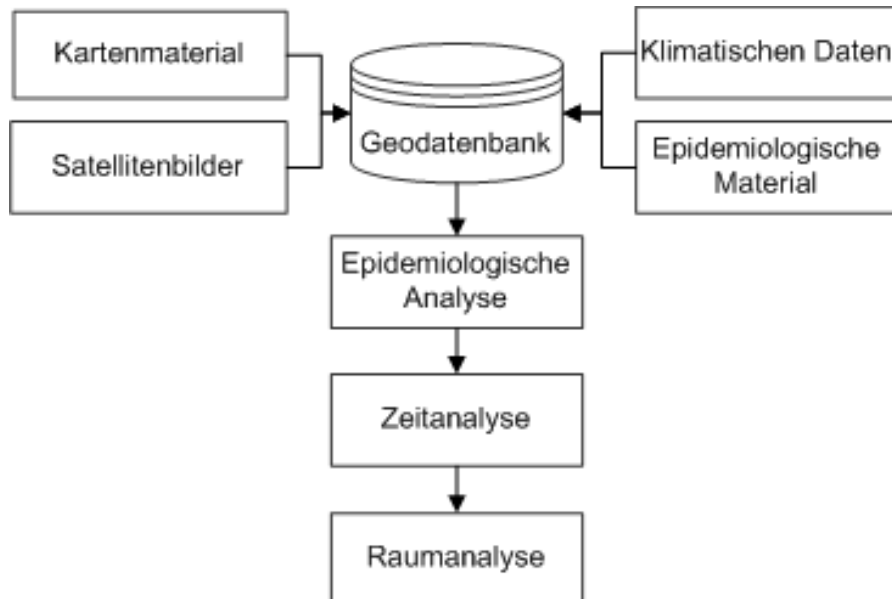 Kartenmaterial
Klimatischen Daten
Geodatenbank
Satellitenbilder
Epidemiologische
Material
Epidemiologische
Analyse
Zeitanalyse
Raumanalyse